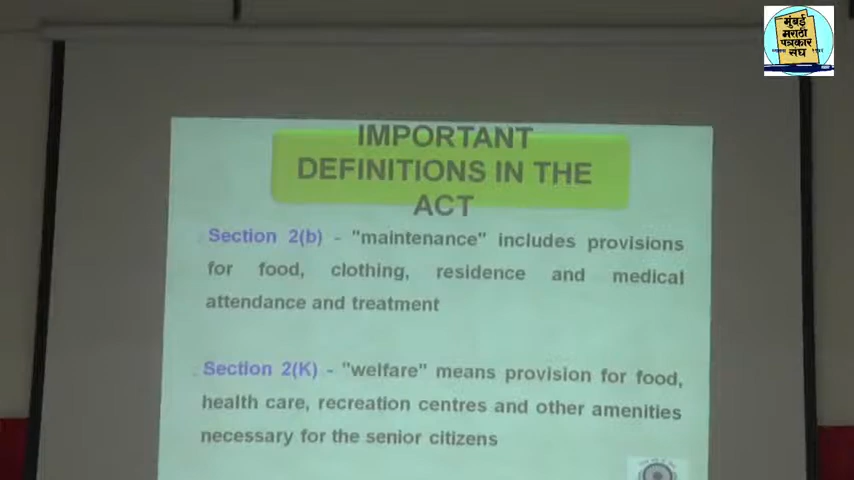 मुंबई
मराठी
पत्रकार
संघ
IMPORTANT
DEFINITIONS IN THE
ACT
Section 2(b) - "maintenance" includes provisions
for food, clothing, residence and medical
attendance and treatment
Section 2(K) - "welfare" means provision for food,
health care, recreation centres and other amenities
necessary for the senior citizens